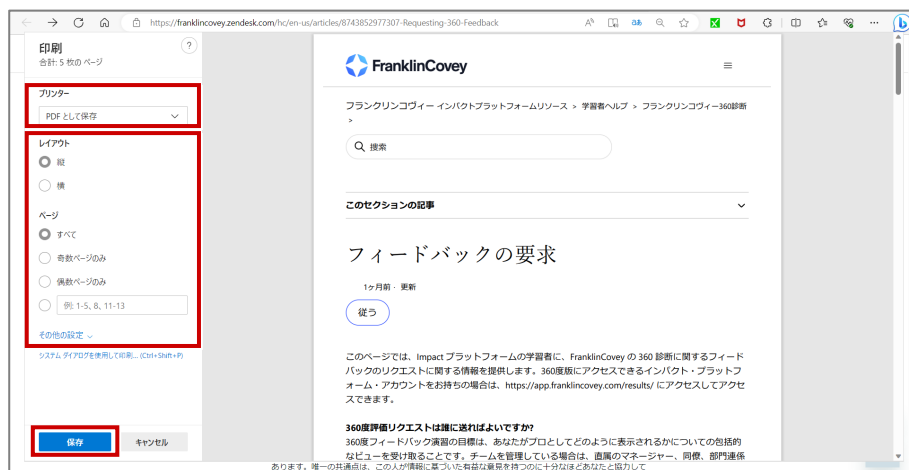 https://franklincovey.zendesk.com/hc/en-us/articles/8743852977307-Requesting-360-Feedback
印刷
?
合計: 5 枚の ページ
プリンター
PDF として保存
レイアウト
縦
横
ページ
すべて
奇数ページのみ
偶数ページのみ
例: 1-5、8、11-13
その他の設定
システム ダイアログを使用して印刷... (Ctrl+Shift+P)
保存
キャンセル
FranklinCovey
フランクリンコヴィー インパクトプラットフォームリソース > 学習者ヘルプ > フランクリンコヴィー360診断
>
捜索
このセクションの記事
フィードバックの要求
1ヶ月前 · 更新
従う
このページでは、Impact プラットフォームの学習者に、FranklinCovey の 360 診断に関するフィード
バックのリクエストに関する情報を提供します。360度版にアクセスできるインパクト・プラットフ
ォーム・アカウントをお持ちの場合は、https://app.franklincovey.com/results/ にアクセスしてアクセ
スできます。
360度評価リクエストは誰に送ればよいですか?
360度フィードバック演習の目標は、あなたがプロとしてどのように表示されるかについての包括的
なビューを受け取ることです。チームを管理している場合は、直属のマネージャー、同僚、部門連係
あります。唯一の共通点は、この人が情報に基づいた有益な意見を持つのに十分なほどあなたと協力して